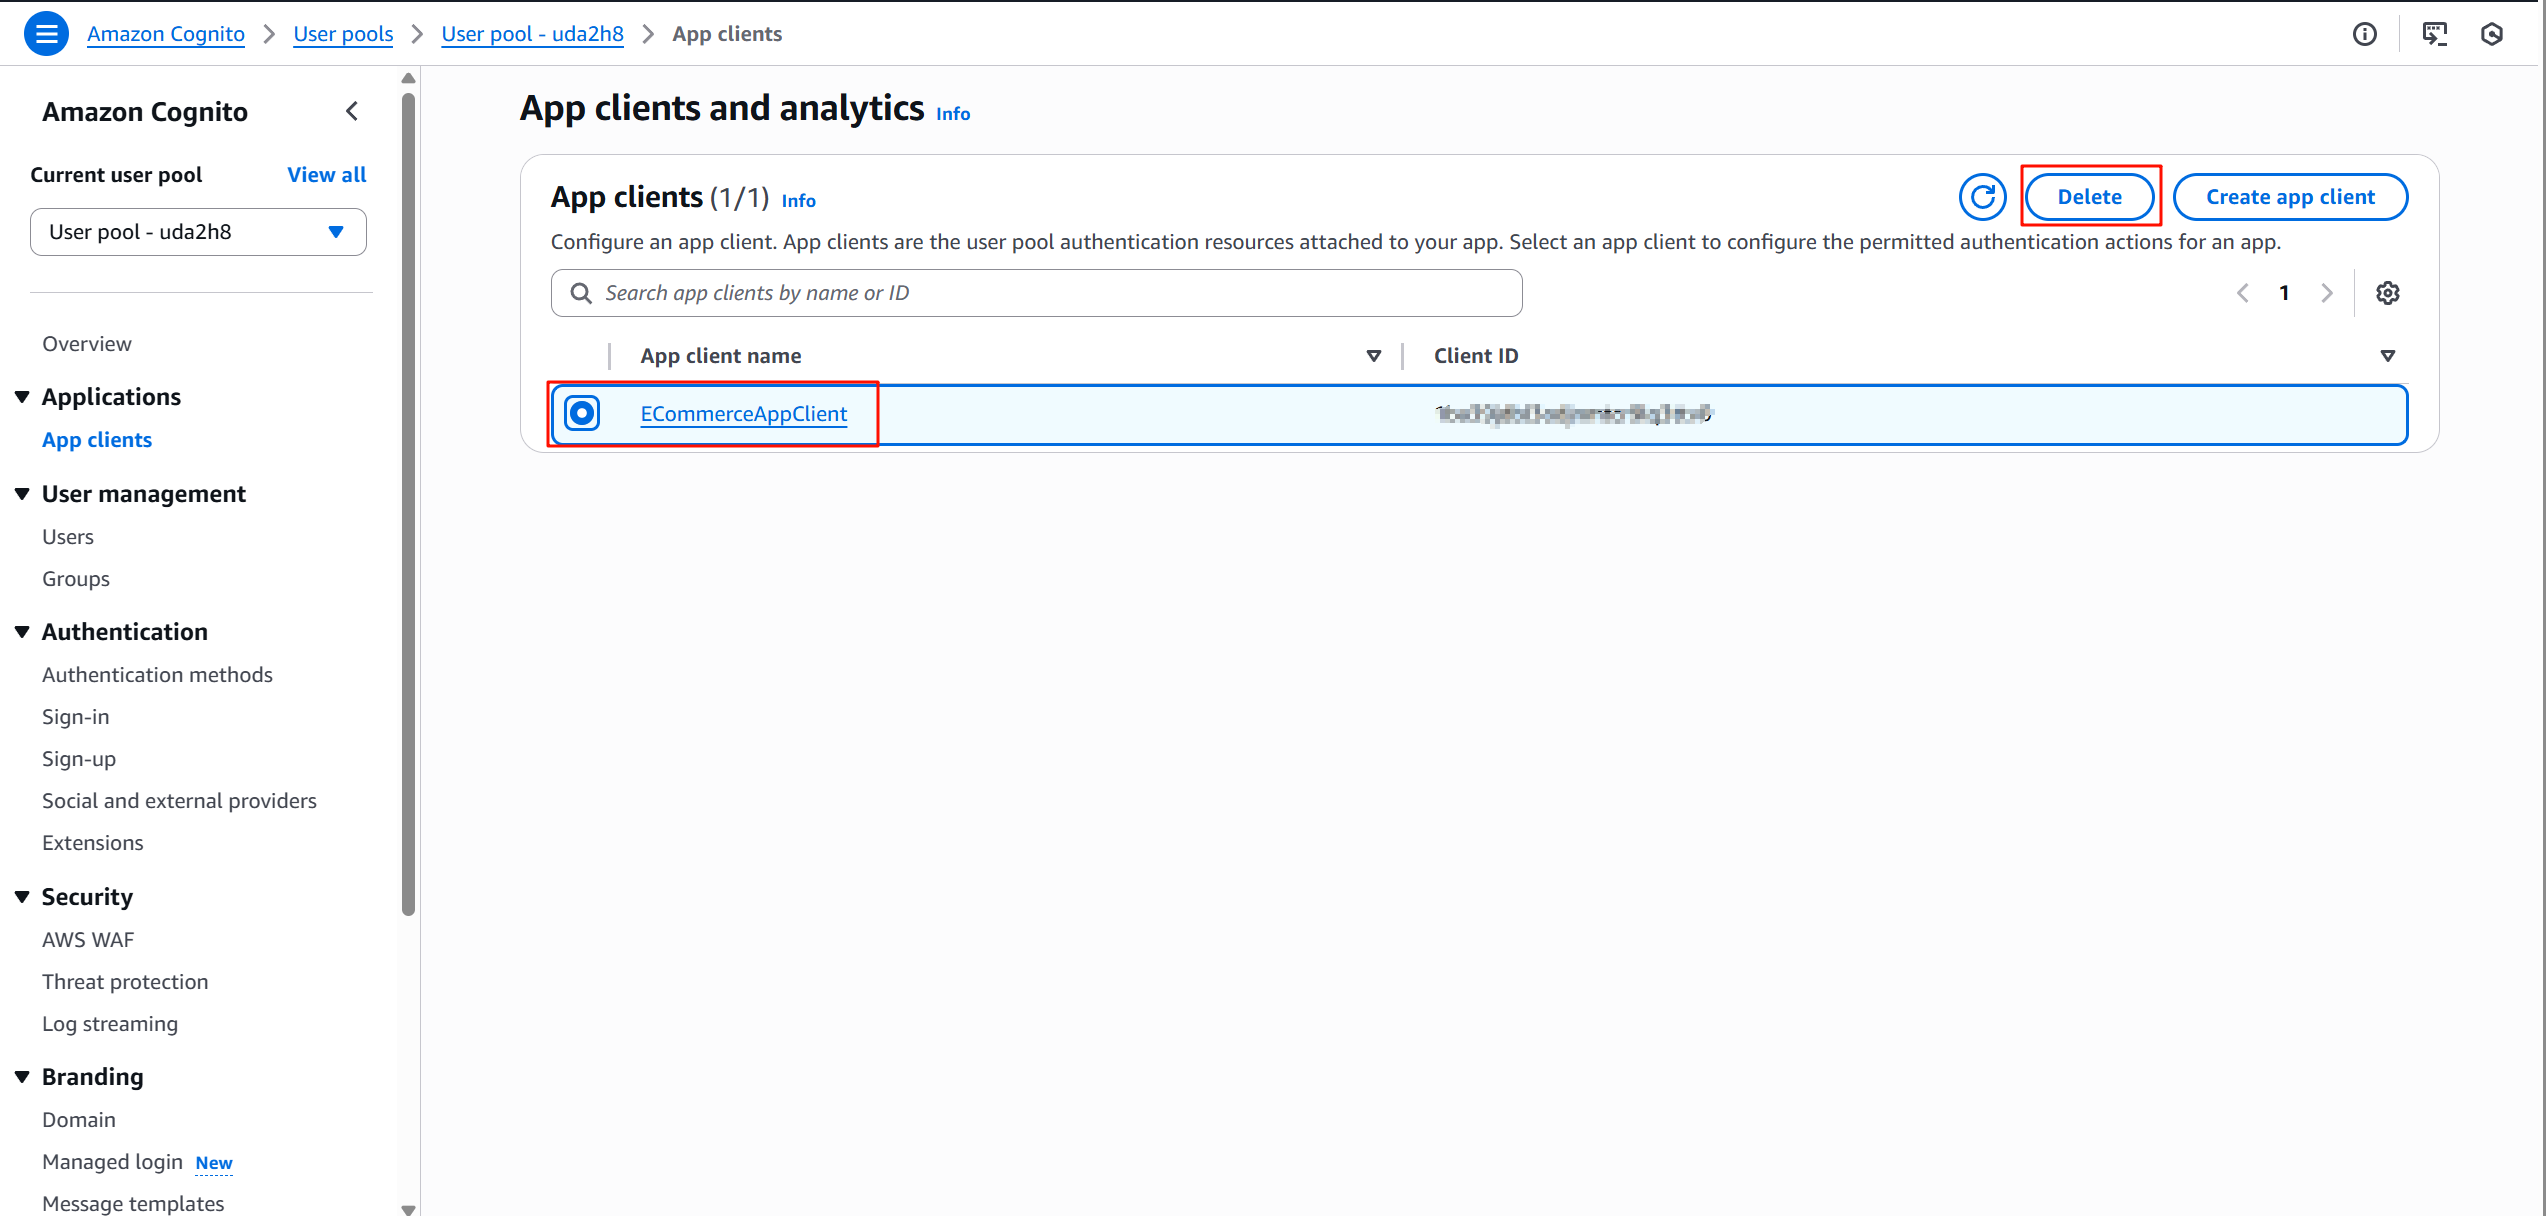 Amazon Cognito > User pools > User pool - uda2h8 > App clients
Amazon Cognito
Current user pool View all
User pool - uda2h8
Overview
Applications
App clients
User management
Users
Groups
Authentication
Authentication methods
Sign-in
Sign-up
Social and external providers
Extensions
Security
AWS WAF
Threat protection
Log streaming
Branding
Domain
Managed login New
Message templates
App clients and analytics Info
App clients (1/1) Info
Delete
Create app client
Configure an app client. App clients are the user pool authentication resources attached to your app. Select an app client to configure the permitted authentication actions for an app.
Search app clients by name or ID
1
App client name
Client ID
ECommerceAppClient